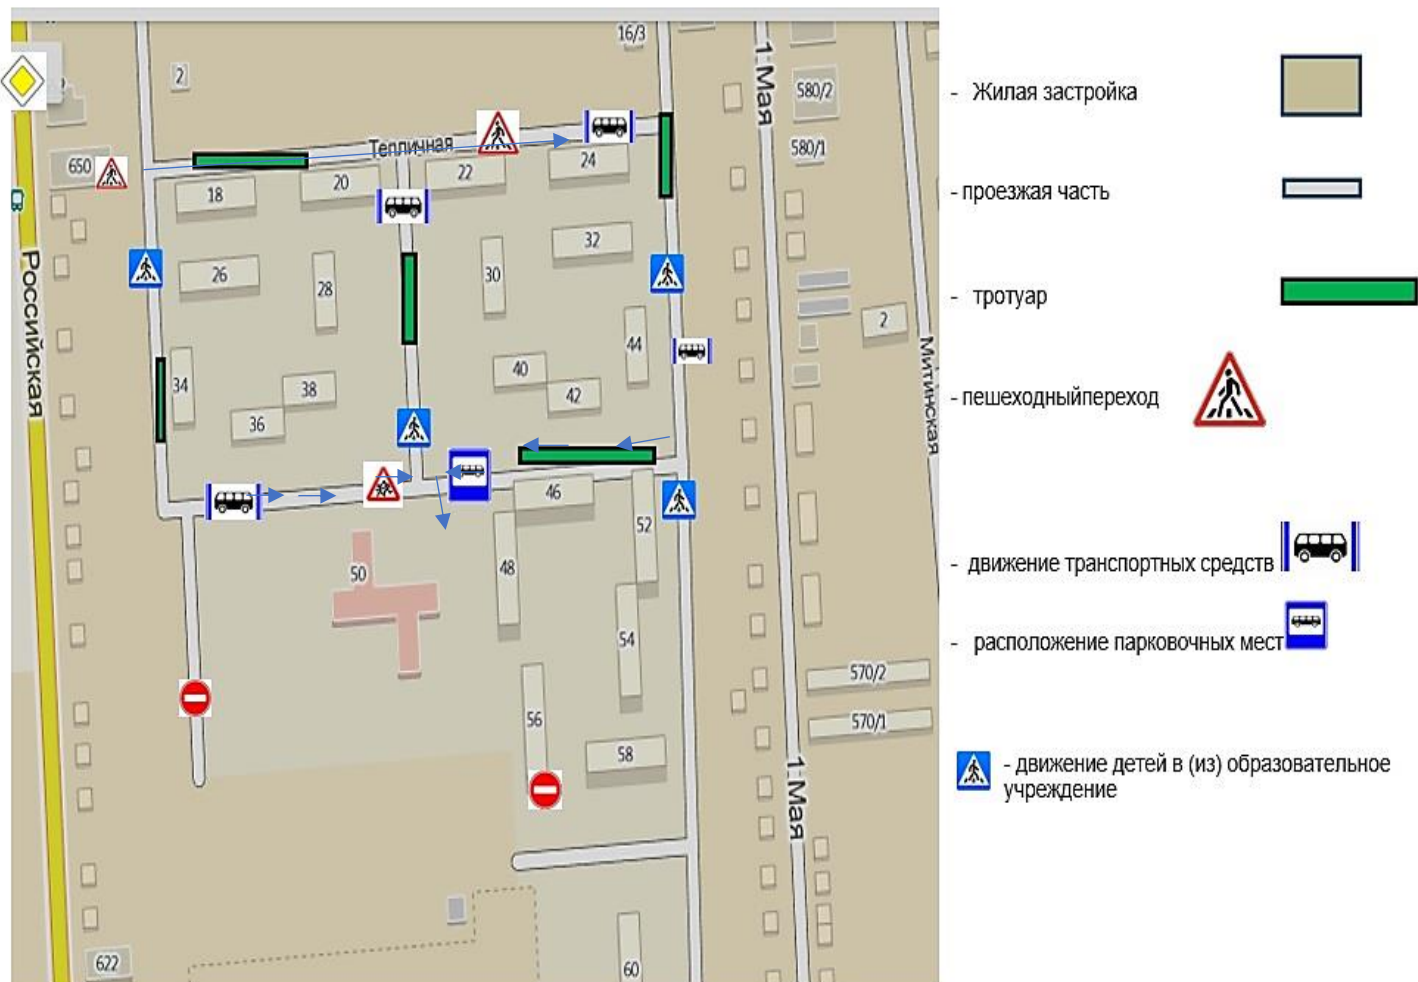 16/3
2
580/2
580/1
Тепличная
650
18
20
22
24
26
28
30
32
34
36
38
40
42
44
46
48
50
52
54
56
58
60
622
2
570/2
570/1
Российская
1 Мая
1 Мая
Митинская
- Жилая застройка
- проезжая часть
- тротуар
- пешеходныйпереход
- движение транспортных средств
- расположение парковочных мест
- движение детей в (из) образовательное
учреждение